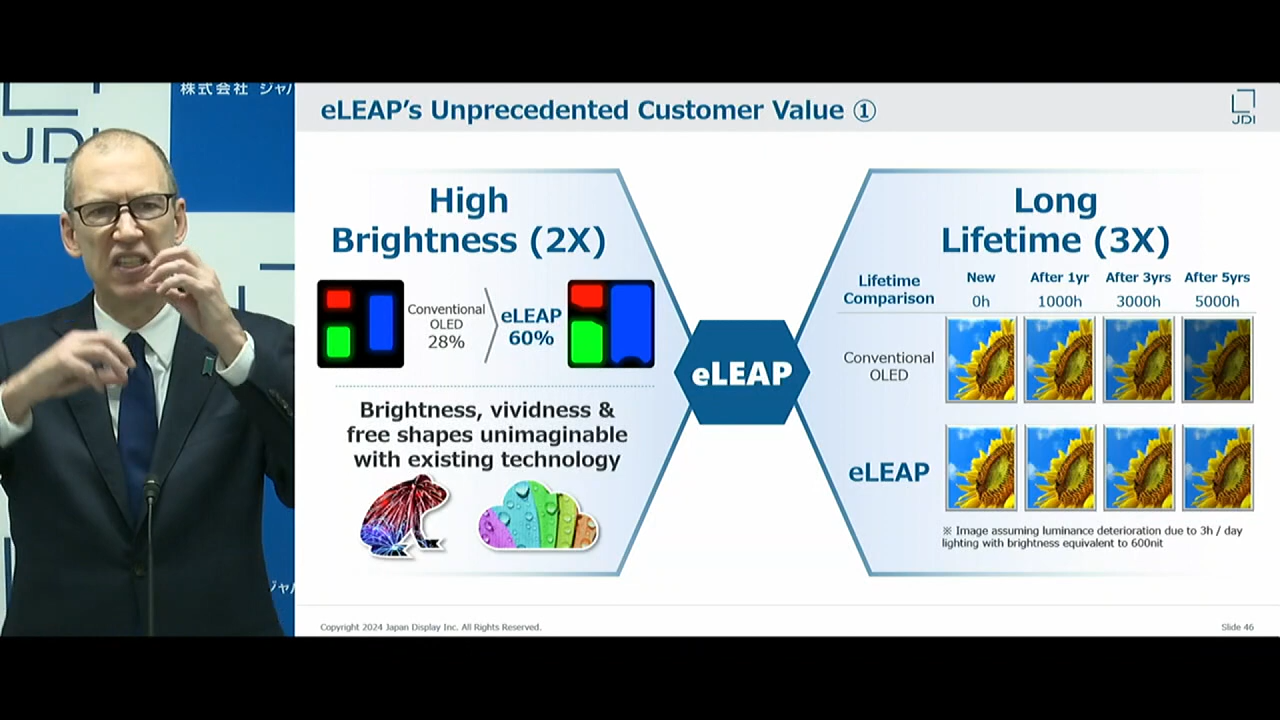 株式会社 ジャ
JDI
ジャ
eLEAP's Unprecedented Customer Value ①
JDI
High
Brightness (2X)
Conventional
OLED
28%
eLEAP
60%
Brightness, vividness &
free shapes unimaginable
with existing technology
eLEAP
Long
Lifetime (3X)
Lifetime
Comparison
New
After 1yr
After 3yrs
After 5yrs
0h
1000h
3000h
5000h
Conventional
OLED
eLEAP
※ Image assuming luminance deterioration due to 3h / day
lighting with brightness equivalent to 600nit
Copyright 2024 Japan Display Inc. All Rights Reserved.
Slide 46